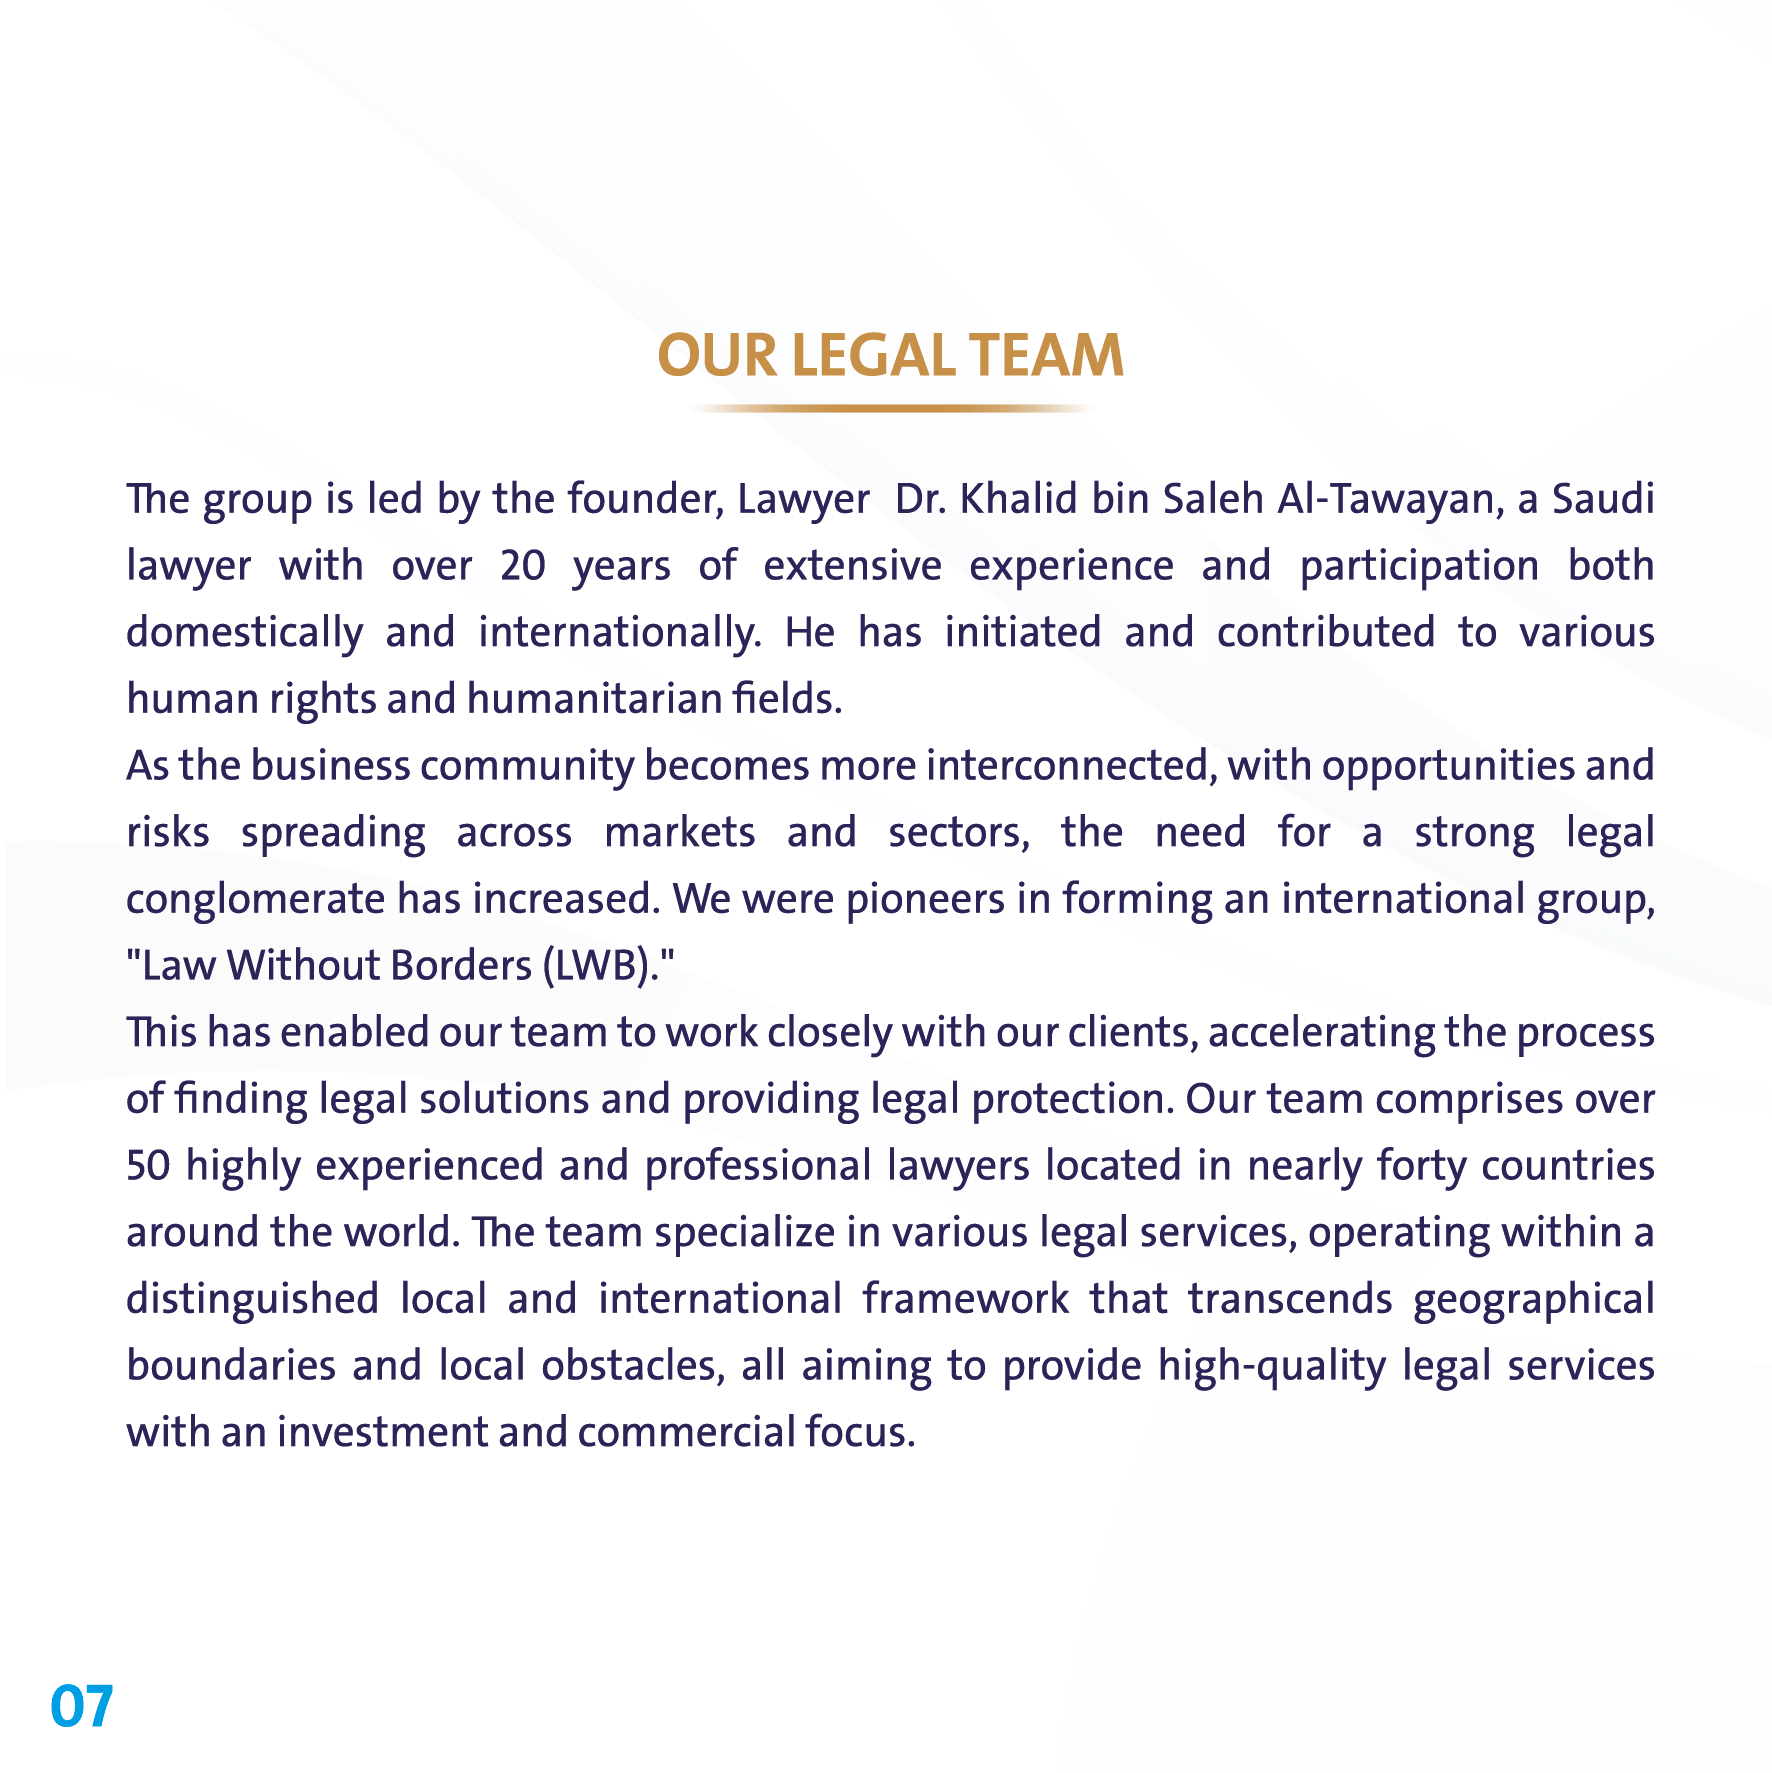 OUR LEGAL TEAM
The group is led by the founder, Lawyer  Dr. Khalid bin Saleh Al-Tawayan, a Saudi
lawyer with over 20 years of extensive experience and participation both
domestically and internationally. He has initiated and contributed to various
human rights and humanitarian fields.
As the business community becomes more interconnected, with opportunities and
risks spreading across markets and sectors, the need for a strong legal
conglomerate has increased. We were pioneers in forming an international group,
"Law Without Borders (LWB)."
This has enabled our team to work closely with our clients, accelerating the process
of finding legal solutions and providing legal protection. Our team comprises over
50 highly experienced and professional lawyers located in nearly forty countries
around the world. The team specialize in various legal services, operating within a
distinguished local and international framework that transcends geographical
boundaries and local obstacles, all aiming to provide high-quality legal services
with an investment and commercial focus.
07